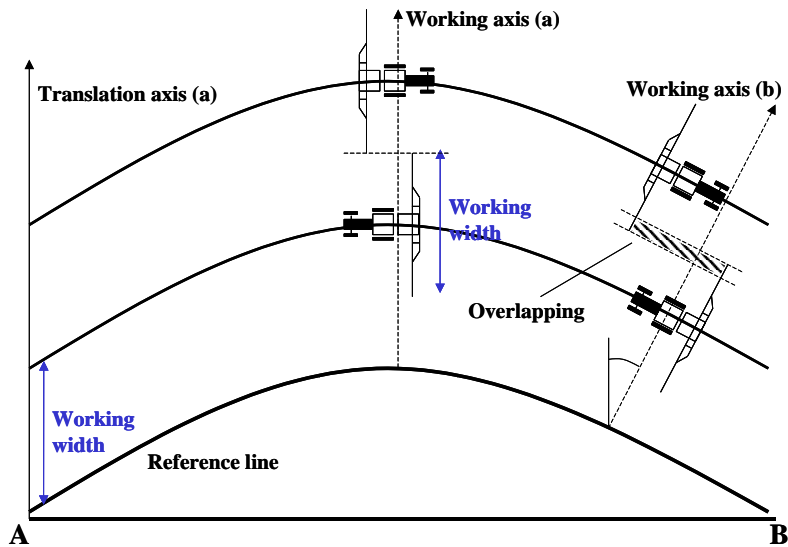 Working axis (a)
Translation axis (a)
Working axis (b)
Working
width
Overlapping
Working
width
Reference line
A
B